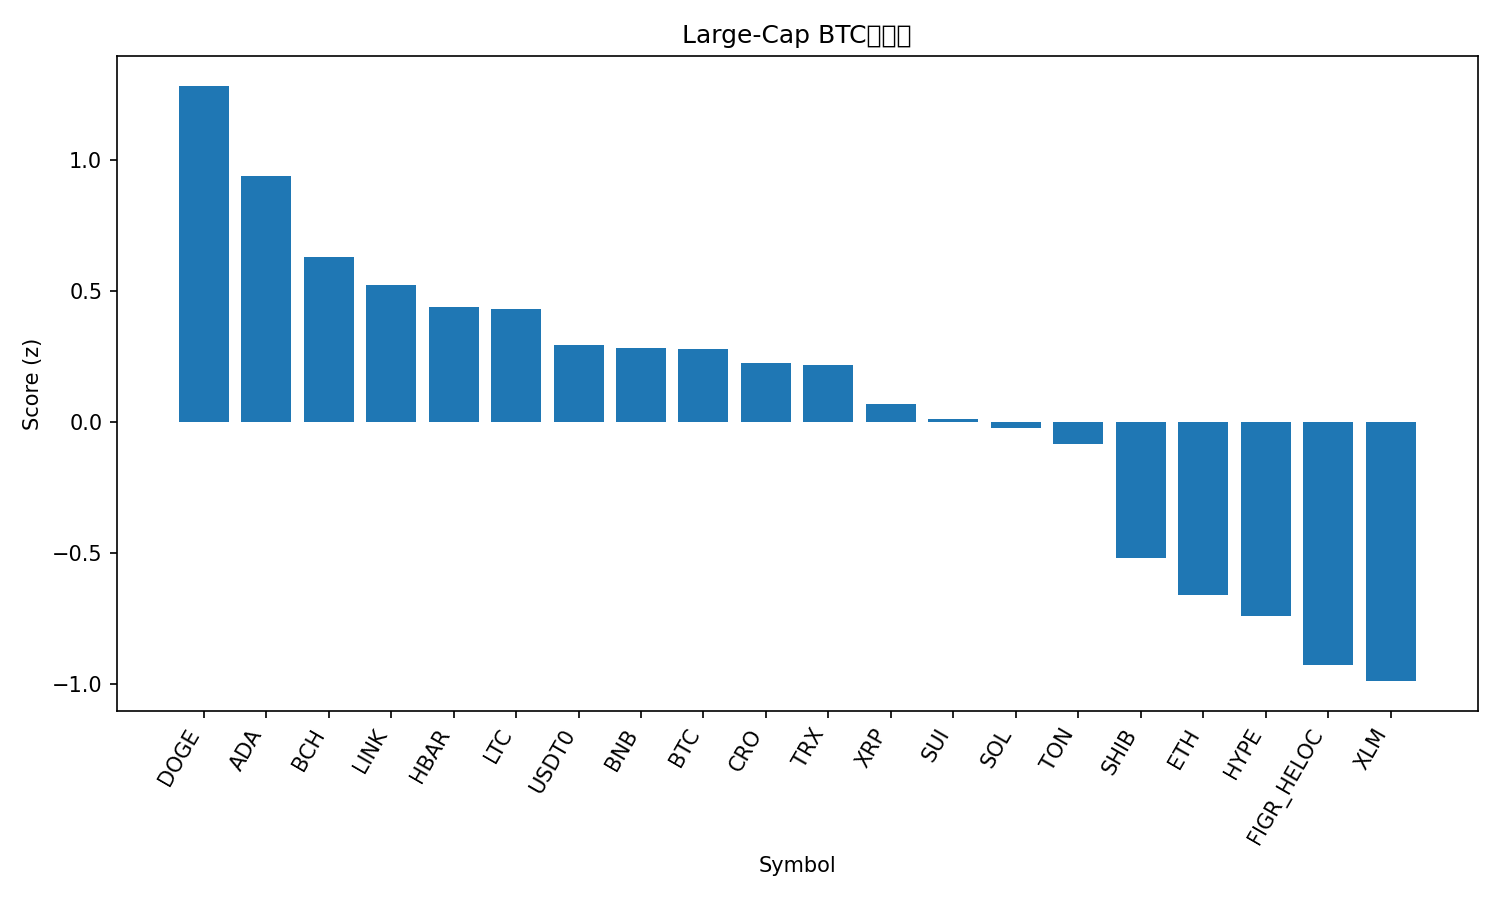 Large-Cap BTC
Score (z)
1.0
0.5
0.0
−0.5
−1.0
DOGE
ADA
BCH
LINK
HBAR
LTC
USDT0
BNB
BTC
CRO
TRX
XRP
SUI
SOL
TON
SHIB
ETH
HYPE
FIGR_HELOC
XLM
Symbol